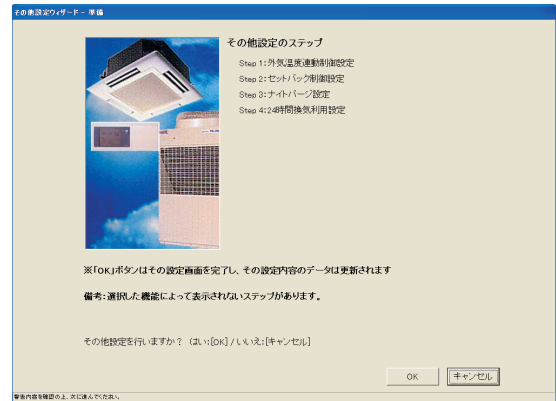 その他設定ウィザード - 準備
その他設定のステップ
Step 1:外気温度連動制御設定
Step 2:セットバック制御設定
Step 3:ナイトパージ設定
Step 4:24時間換気利用設定
※「OK」ボタンはその設定画面を完了し、その設定内容のデータは更新されます
備考:選択した機能によって表示されないステップがあります。
その他設定を行いますか? はい:[OK] / いいえ:[キャンセル]
OK
キャンセル
警告内容を確認の上、次に進んでください。